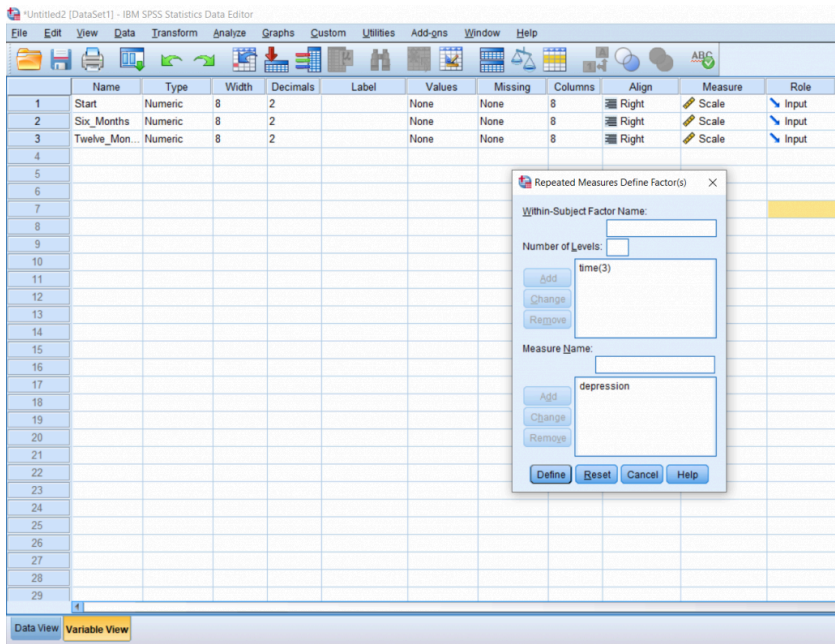 *Untitled2 [DataSet1] - IBM SPSS Statistics Data Editor
File Edit View Data Transform Analyze Graphs Custom Utilities Add-ons Window Help
Name Type Width Decimals Label Values Missing Columns Align Measure Role
1 Start Numeric 8 2 None None 8 Right Scale Input
2 Six_Months Numeric 8 2 None None 8 Right Scale Input
3 Twelve_Mon... Numeric 8 2 None None 8 Right Scale Input
4
5
6
7
8
9
10
11
12
13
14
15
16
17
18
19
20
21
22
23
24
25
26
27
28
29
Repeated Measures Define Factor(s)
Within-Subject Factor Name:
Number of Levels:
Add
Change
Remove
time(3)
Measure Name:
Add
Change
Remove
depression
Define Reset Cancel Help
Data View Variable View